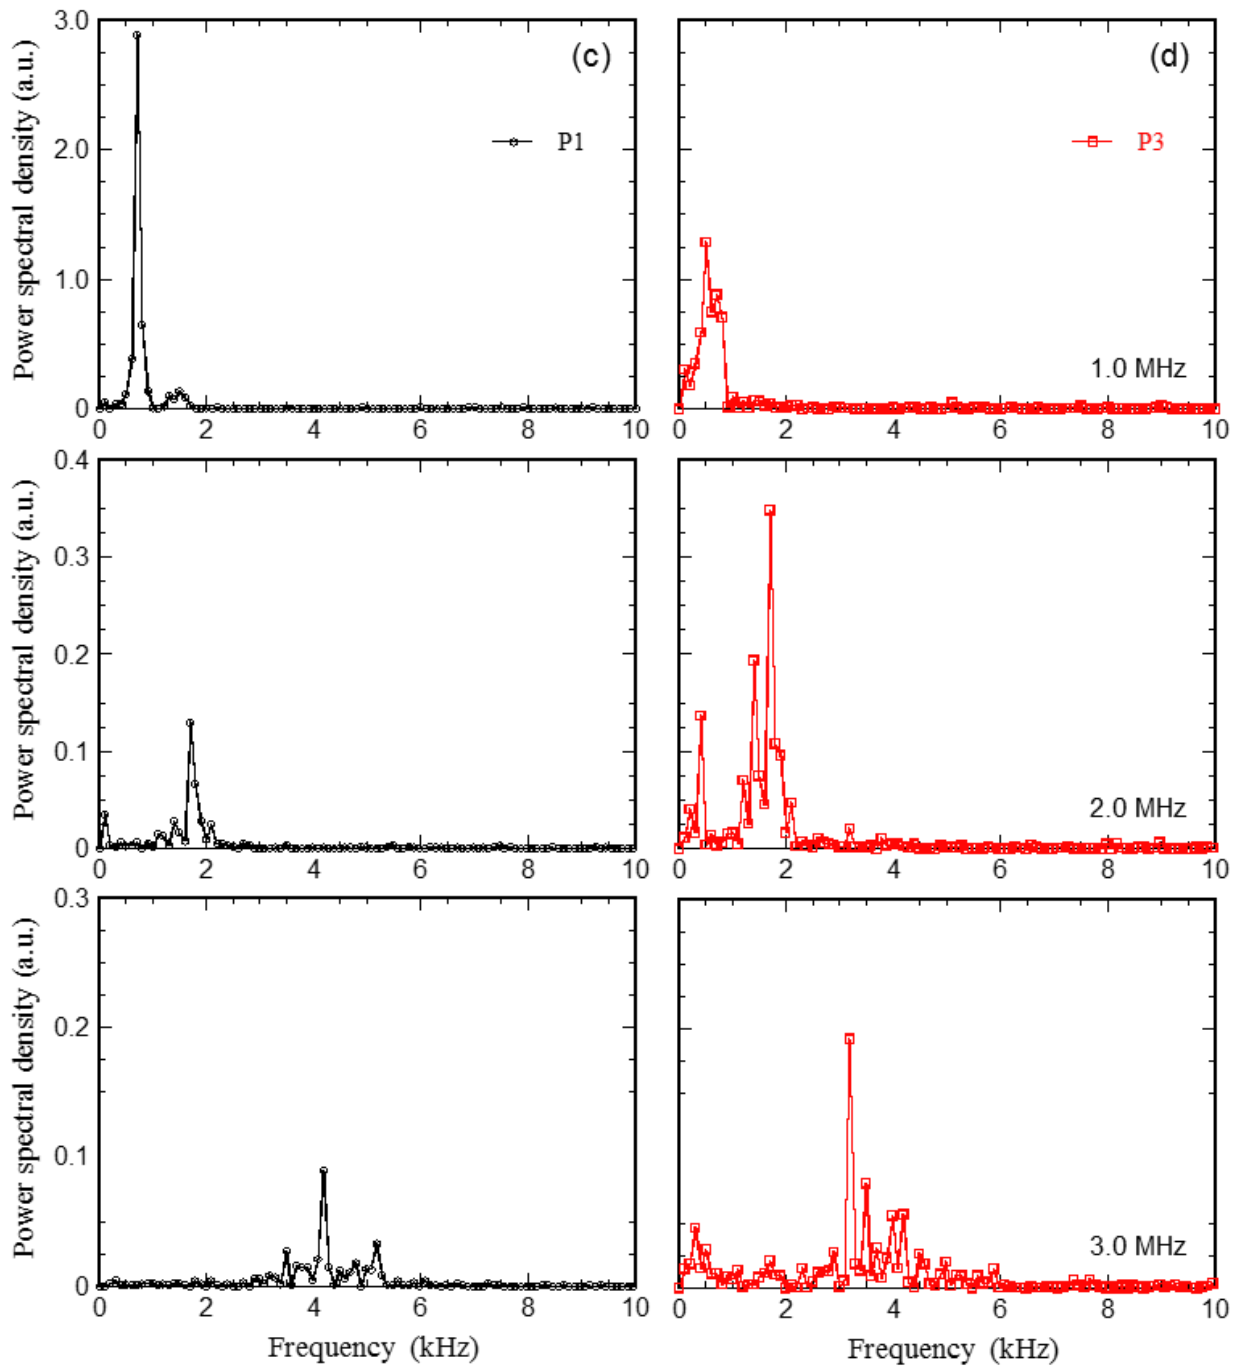 3.0
(c)
(d)
Power spectral density (a.u.)
P1
P3
2.0
1.0
1.0 MHz
0
0 2 4 6 8 10
0 2 4 6 8 10
0.4
Power spectral density (a.u.)
0.3
0.2
0.1
2.0 MHz
0
0 2 4 6 8 10
0 2 4 6 8 10
0.3
Power spectral density (a.u.)
0.2
0.1
3.0 MHz
0
0 2 4 6 8 10
0 2 4 6 8 10
Frequency (kHz)
Frequency (kHz)